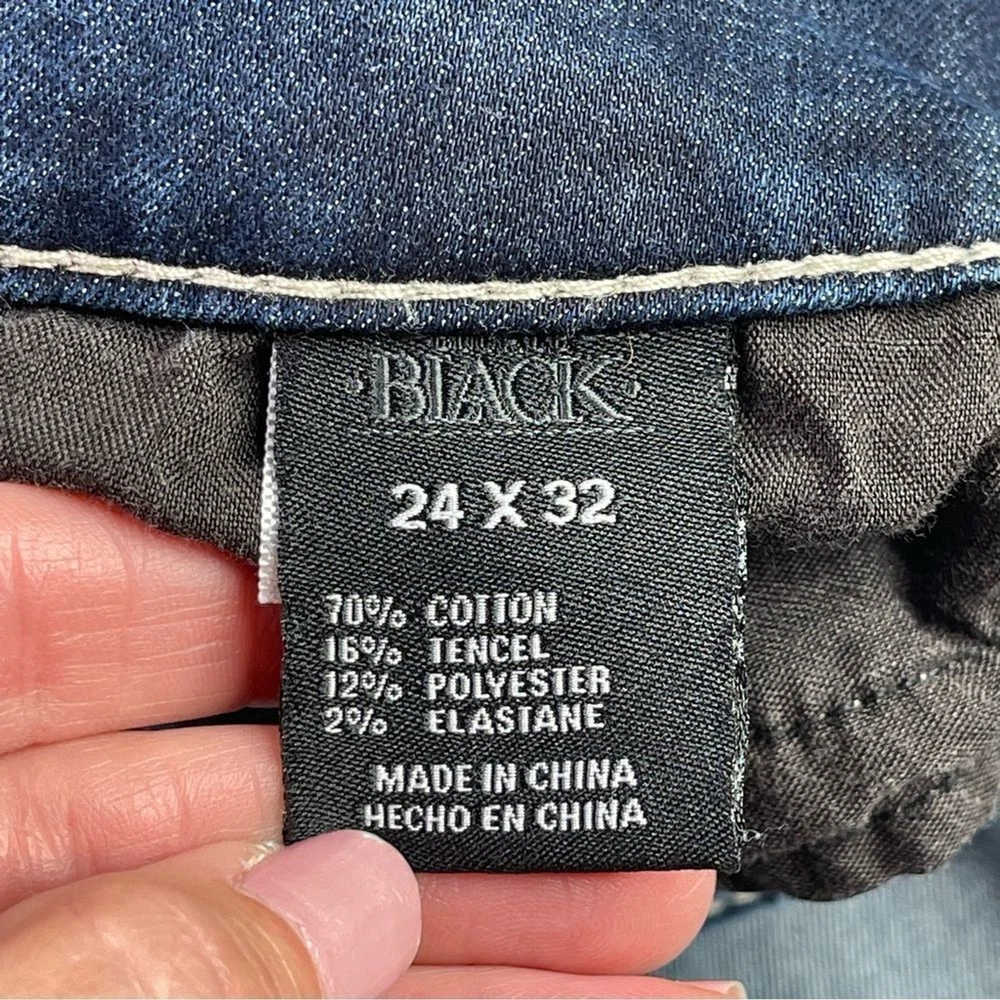 BLACK
24 X 32
70% COTTON
16% TENCEL
12% POLYESTER
2% ELASTANE
MADE IN CHINA
HECHO EN CHINA